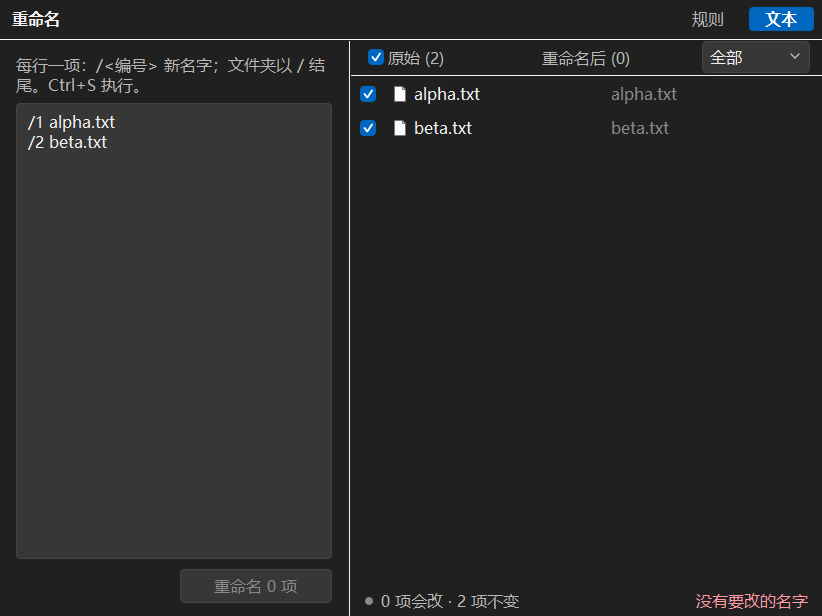 重命名
规则
文本
每行一项：/<编号> 新名字；文件夹以 / 结
尾。Ctrl+S 执行。
/1 alpha.txt
/2 beta.txt
重命名 0 项
原始 (2)
重命名后 (0)
全部
alpha.txt
alpha.txt
beta.txt
beta.txt
0 项会改 · 2 项不变
没有要改的名字